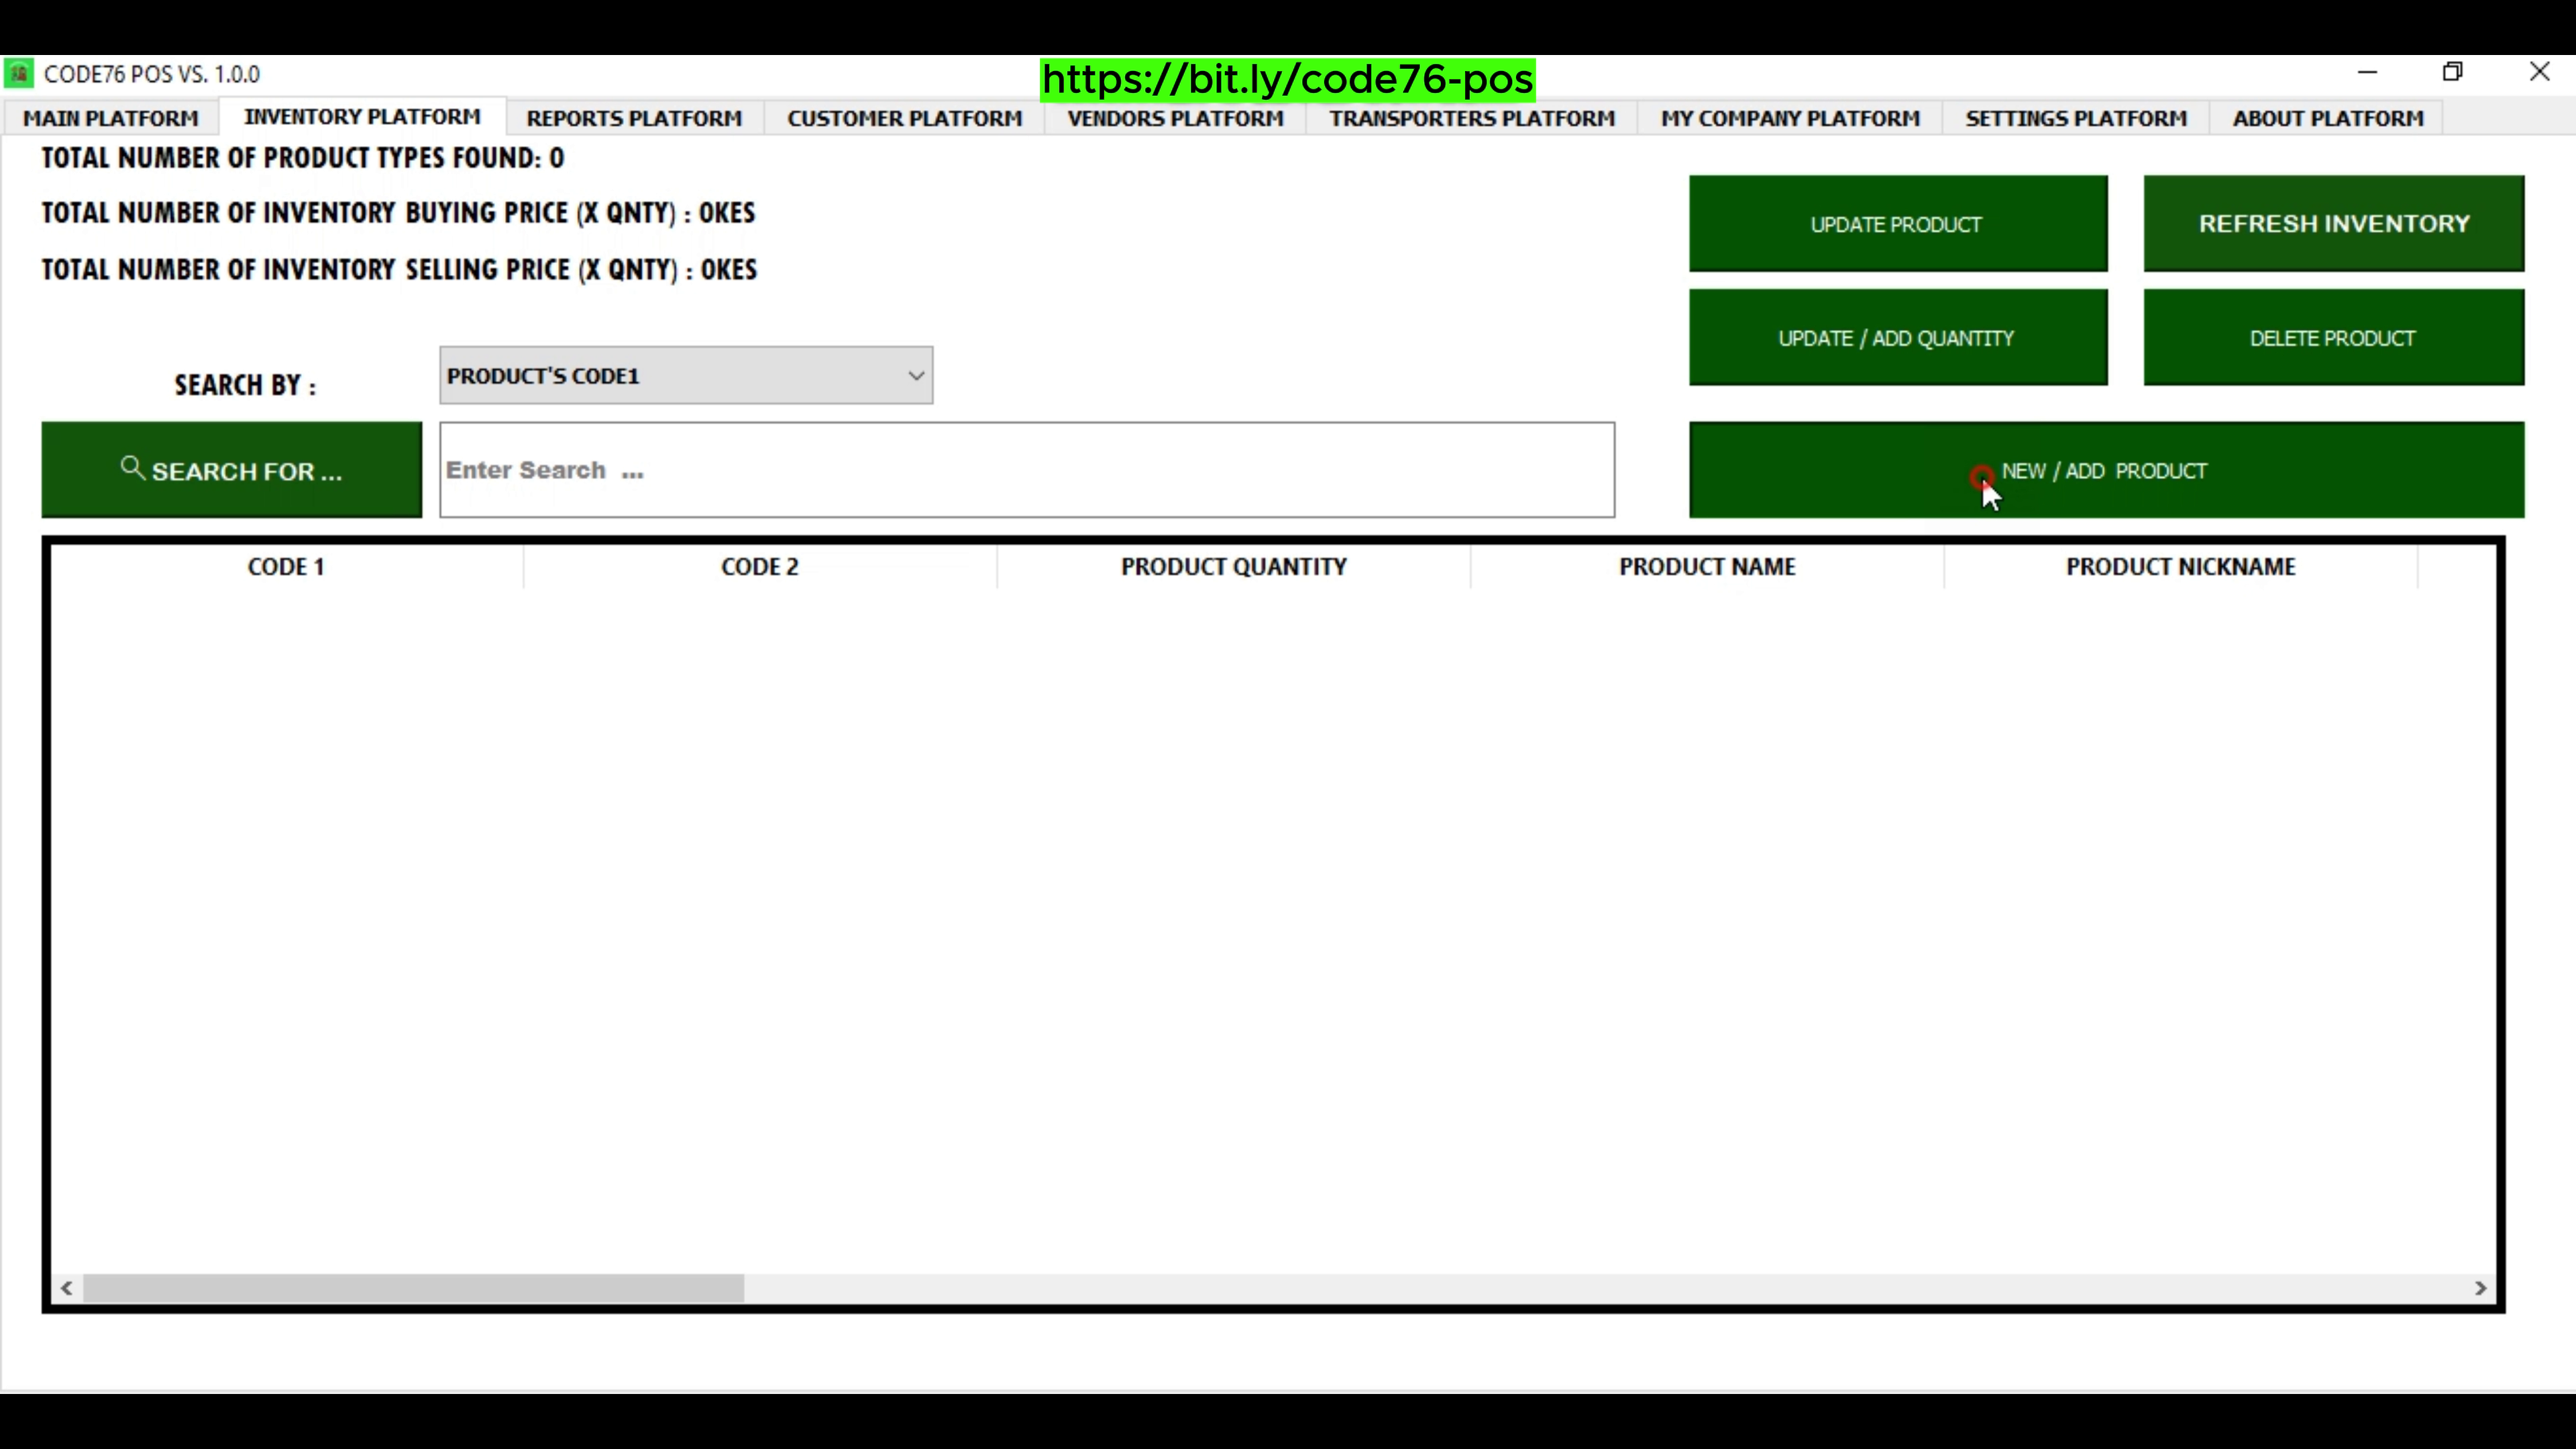 https://bit.ly/code76-pos
CODE76 POS VS. 1.0.0
MAIN PLATFORM
INVENTORY PLATFORM
REPORTS PLATFORM
CUSTOMER PLATFORM
VENDORS PLATFORM
TRANSPORTERS PLATFORM
MY COMPANY PLATFORM
SETTINGS PLATFORM
ABOUT PLATFORM
TOTAL NUMBER OF PRODUCT TYPES FOUND: 0
TOTAL NUMBER OF INVENTORY BUYING PRICE (X QNTY) : 0KES
TOTAL NUMBER OF INVENTORY SELLING PRICE (X QNTY) : 0KES
UPDATE PRODUCT
REFRESH INVENTORY
UPDATE / ADD QUANTITY
DELETE PRODUCT
SEARCH BY :
PRODUCT'S CODE1
SEARCH FOR ...
Enter Search ...
NEW / ADD PRODUCT
CODE 1
CODE 2
PRODUCT QUANTITY
PRODUCT NAME
PRODUCT NICKNAME